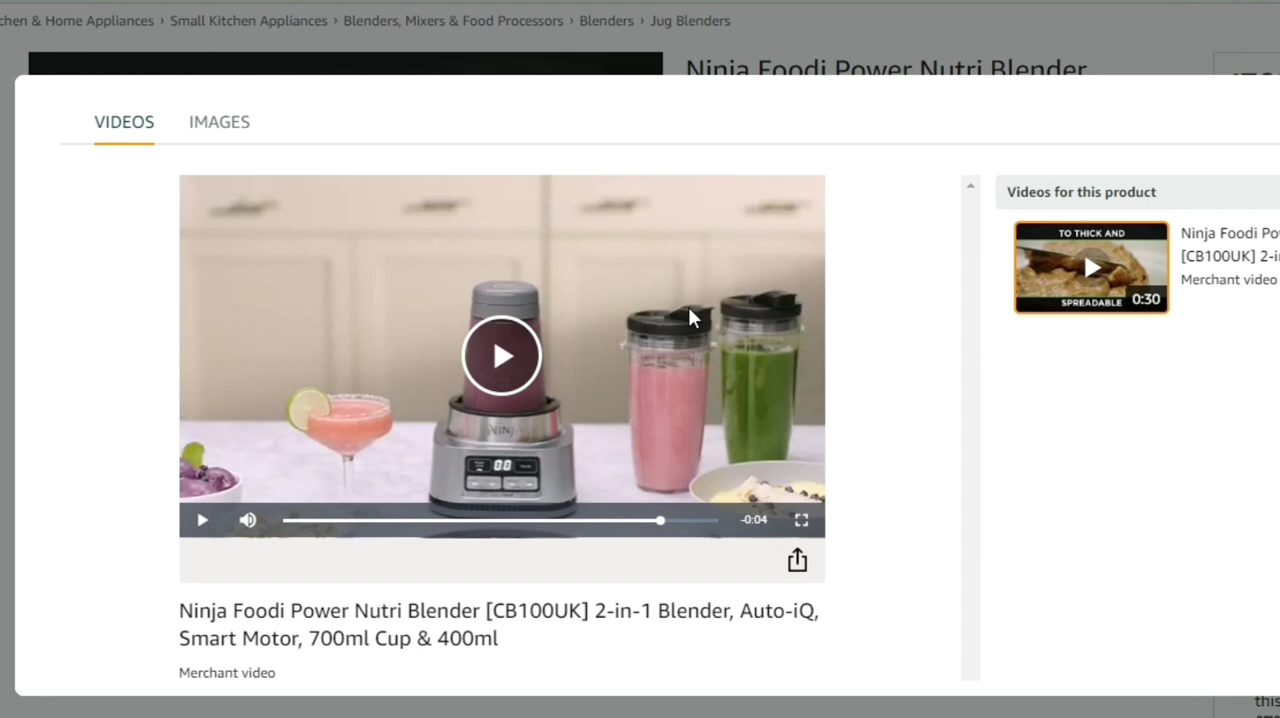 chen & Home Appliances › Small Kitchen Appliances › Blenders, Mixers & Food Processors › Blenders › Jug Blenders
Ninja Foodi Power Nutri Blender
VIDEOS IMAGES
Videos for this product
TO THICK AND
SPREADABLE 0:30
Ninja Foodi Po
[CB100UK] 2-i
Merchant video
NINJA
00
-0:04
Ninja Foodi Power Nutri Blender [CB100UK] 2-in-1 Blender, Auto-iQ,
Smart Motor, 700ml Cup & 400ml
Merchant video
this